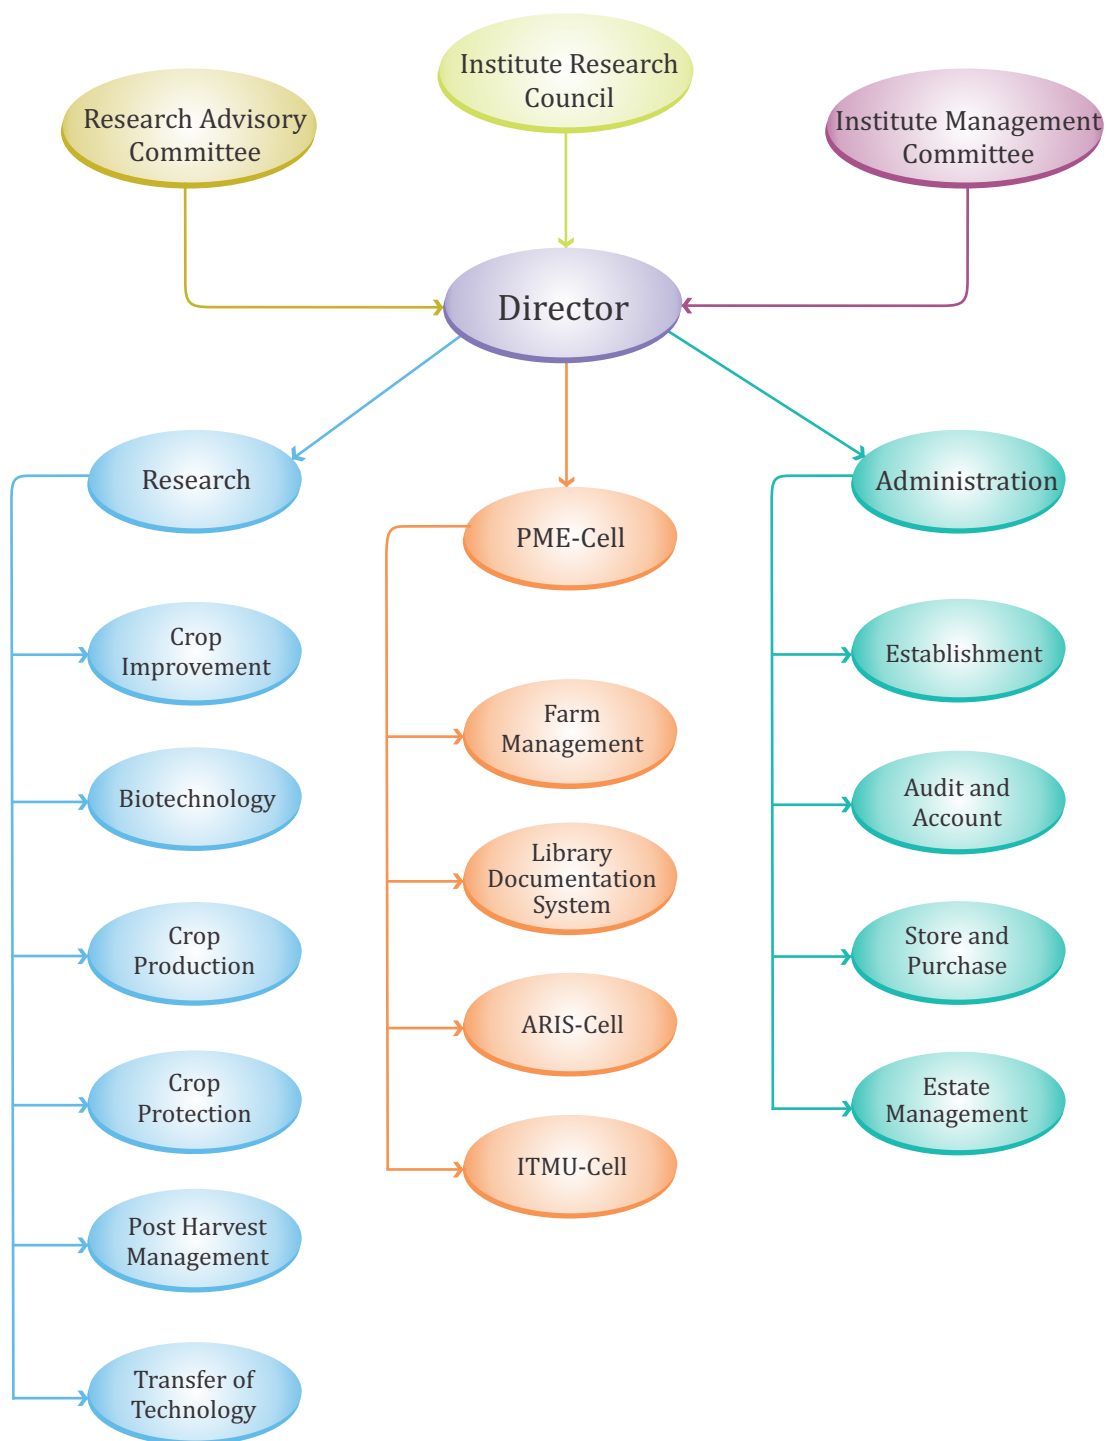 Institute Research
Council
Research Advisory
Committee
Institute Management
Committee
Director
Research
PME-Cell
Administration
Crop
Improvement
Biotechnology
Crop
Production
Crop
Protection
Post Harvest
Management
Transfer of
Technology
Farm
Management
Library
Documentation
System
ARIS-Cell
ITMU-Cell
Establishment
Audit and
Account
Store and
Purchase
Estate
Management